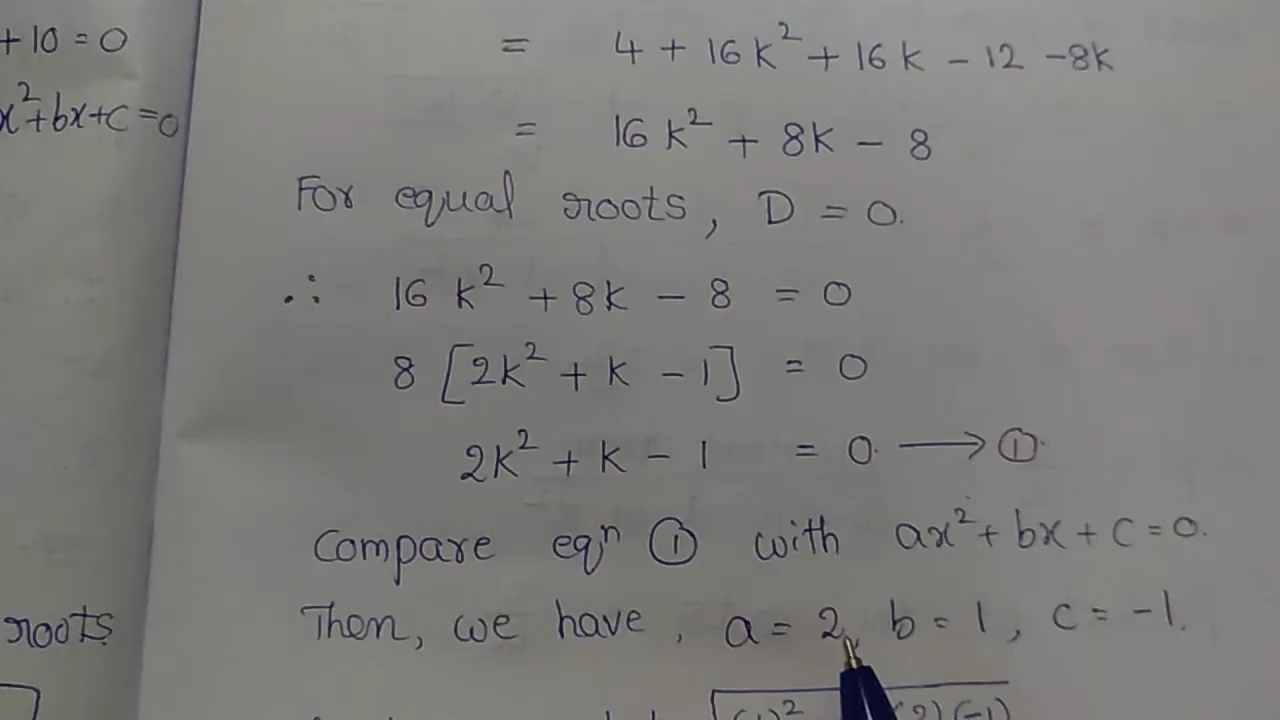 + 10 = 0
x²+bx+c=0
roots
= 4 + 16k² + 16k - 12 - 8k
= 16k² + 8k - 8
For equal roots, D = 0.
∴ 16k² + 8k - 8 = 0
8 [2k² + k - 1] = 0
2k² + k - 1 = 0. ⟶ ①
Compare eqⁿ ① with ax² + bx + c = 0.
Then, we have, a = 2, b = 1, c = -1.